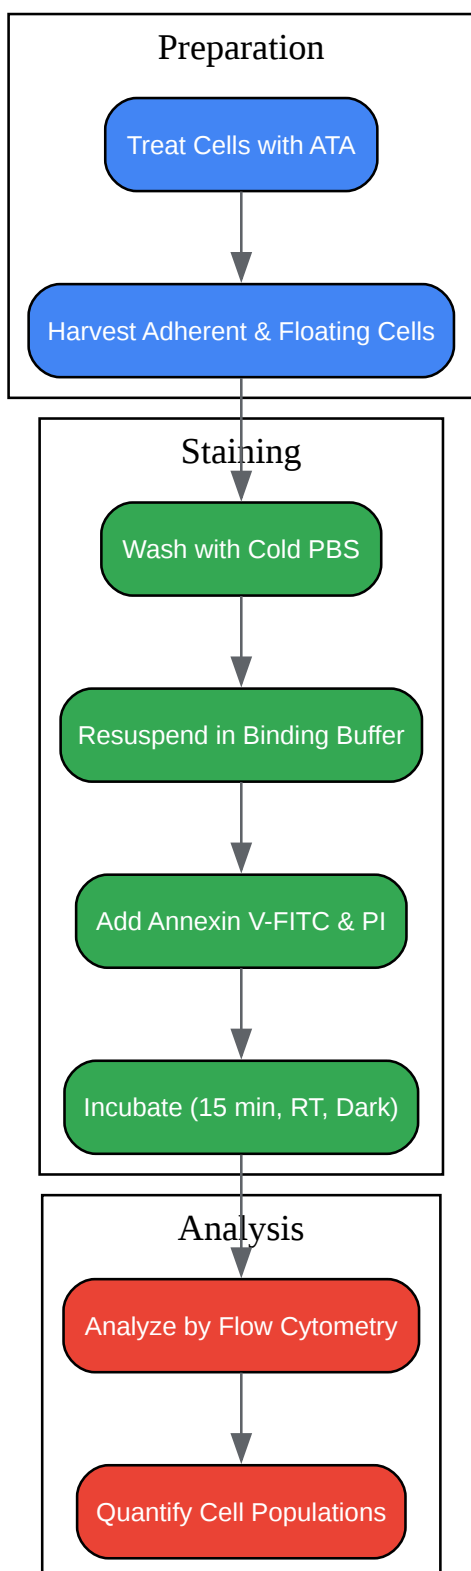 Preparation
Treat Cells with ATA
Harvest Adherent & Floating Cells
Staining
Wash with Cold PBS
Resuspend in Binding Buffer
Add Annexin V-FITC & PI
Incubate (15 min, RT, Dark)
Analysis
Analyze by Flow Cytometry
Quantify Cell Populations